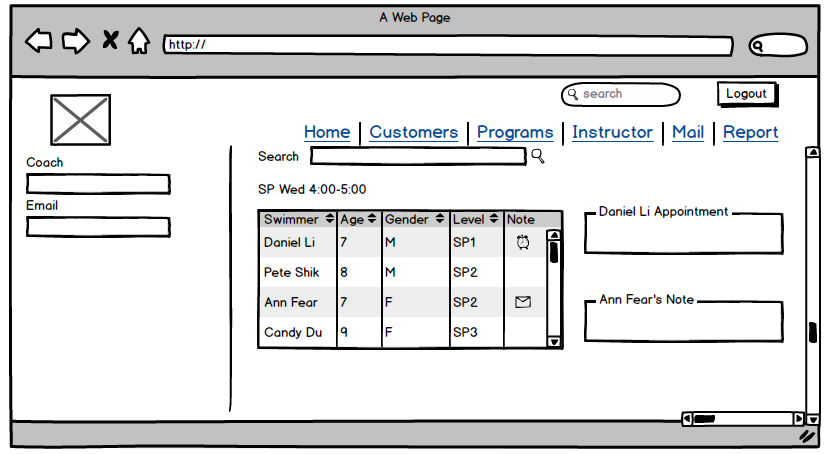 A Web Page
http://
search
Logout
Home Customers Programs Instructor Mail Report
Coach
Email
Search
SP Wed 4:00-5:00
Swimmer Age Gender Level Note
Daniel Li 7 M SP1
Pete Shik 8 M SP2
Ann Fear 7 F SP2
Candy Du 9 F SP3
Daniel Li Appointment
Ann Fear's Note